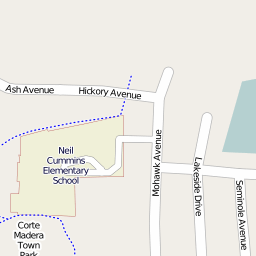 Ash Avenue
Hickory Avenue
Neil
Cummins
Elementary
School
Mohawk Avenue
Lakeside Drive
Seminole Avenue
Corte
Madera
Town
Park